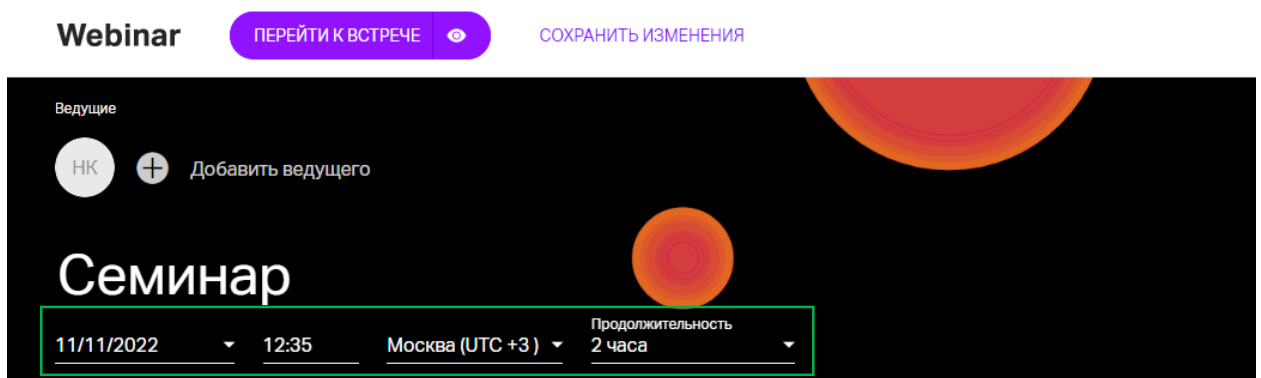 Webinar ПЕРЕЙТИ К ВСТРЕЧЕ СОХРАНИТЬ ИЗМЕНЕНИЯ
Ведущие
НК Добавить ведущего
Семинар
Продолжительность
11/11/2022 12:35 Москва (UTC +3 ) 2 часа